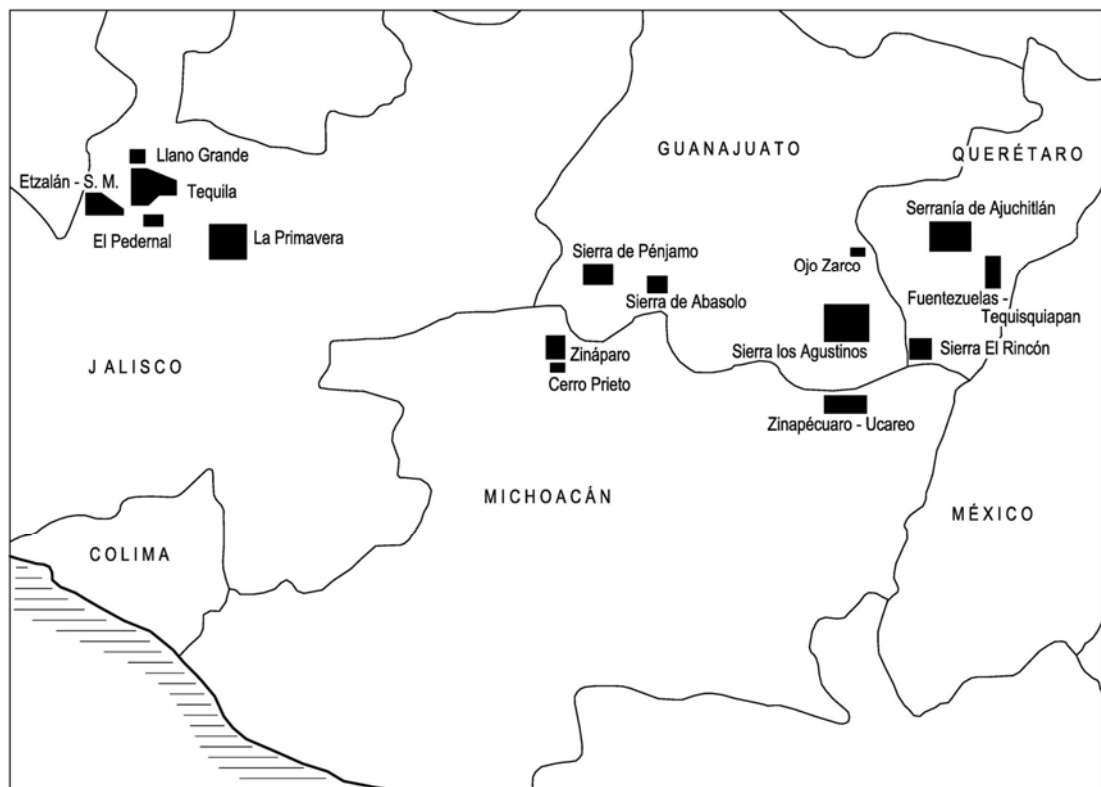 GUANAJUATO
QUERÉTARO
Llano Grande
Etzalán - S. M.
Tequila
El Pedernal
La Primavera
Serranía de Ajuchitlán
Sierra de Pénjamo
Ojo Zarco
Sierra de Abasolo
Fuentezuelas -
Tequisquiapan
Sierra los Agustinos
Sierra El Rincón
Zináparo
JALISCO
Cerro Prieto
Zinapécuaro - Ucareo
MICHOACÁN
MÉXICO
COLIMA